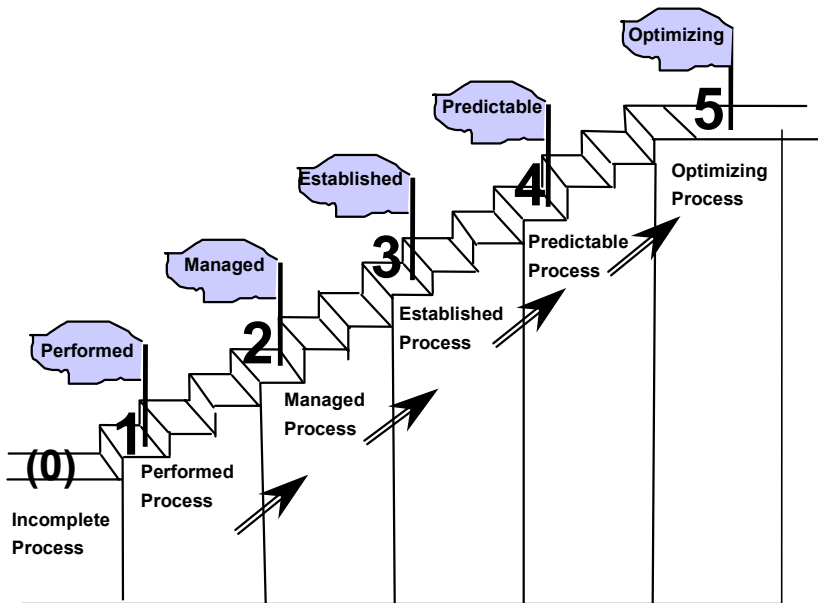 Optimizing
5
Predictable
4
Optimizing
Process
Established
3
Predictable
Process
Managed
2
Established
Process
Performed
1
Managed
Process
(0)
Performed
Process
Incomplete
Process